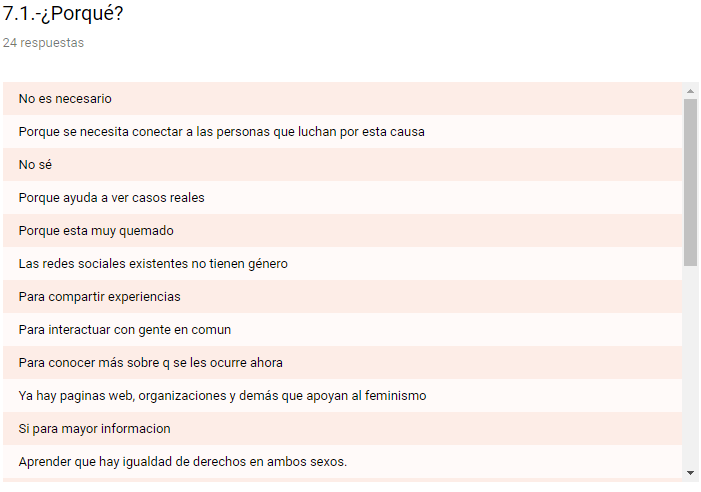 7.1.-¿Porqué?
24 respuestas
No es necesario
Porque se necesita conectar a las personas que luchan por esta causa
No sé
Porque ayuda a ver casos reales
Porque esta muy quemado
Las redes sociales existentes no tienen género
Para compartir experiencias
Para interactuar con gente en comun
Para conocer más sobre q se les ocurre ahora
Ya hay paginas web, organizaciones y demás que apoyan al feminismo
Si para mayor informacion
Aprender que hay igualdad de derechos en ambos sexos.